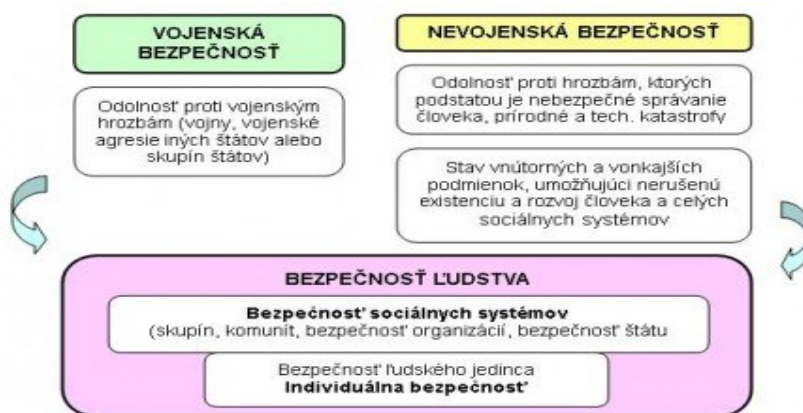 VOJENSKÁ
BEZPEČNOSŤ
Odolnosť proti vojenským
hrozbám (vojny, vojenské
agresie iných štátov alebo
skupín štátov)
NEVOJENSKÁ BEZPEČNOSŤ
Odolnosť proti hrozbám, ktorých
podstatou je nebezpečné správanie
človeka, prírodné a tech. katastrofy
Stav vnútorných a vonkajších
podmienok, umožňujúci nerušenú
existenciu a rozvoj človeka a celých
sociálnych systémov
BEZPEČNOSŤ ĽUDSTVA
Bezpečnosť sociálnych systémov
(skupín, komunít, bezpečnosť organizácií, bezpečnosť štátu
Bezpečnosť ľudského jedinca
Individuálna bezpečnosť